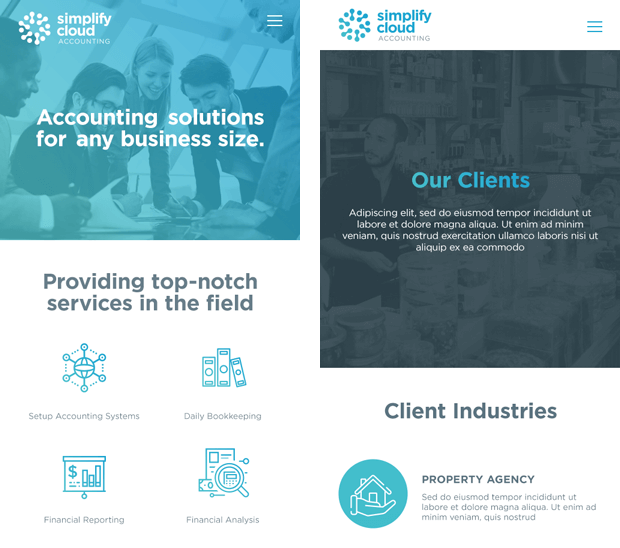 simplify
cloud
ACCOUNTING
Accounting solutions
for any business size.
Providing top-notch
services in the field
Setup Accounting Systems
Daily Bookkeeping
$
Financial Reporting
Financial Analysis
simplify
cloud
ACCOUNTING
Our Clients
Adipiscing elit, sed do eiusmod tempor incididunt ut
labore et dolore magna aliqua. Ut enim ad minim
veniam, quis nostrud exercitation ullamco laboris nisi ut
aliquip ex ea commodo
Client Industries
PROPERTY AGENCY
Sed do eiusmod tempor incididunt ut
labore et dolore magna aliqua. Ut enim ad
minim veniam, quis nostrud